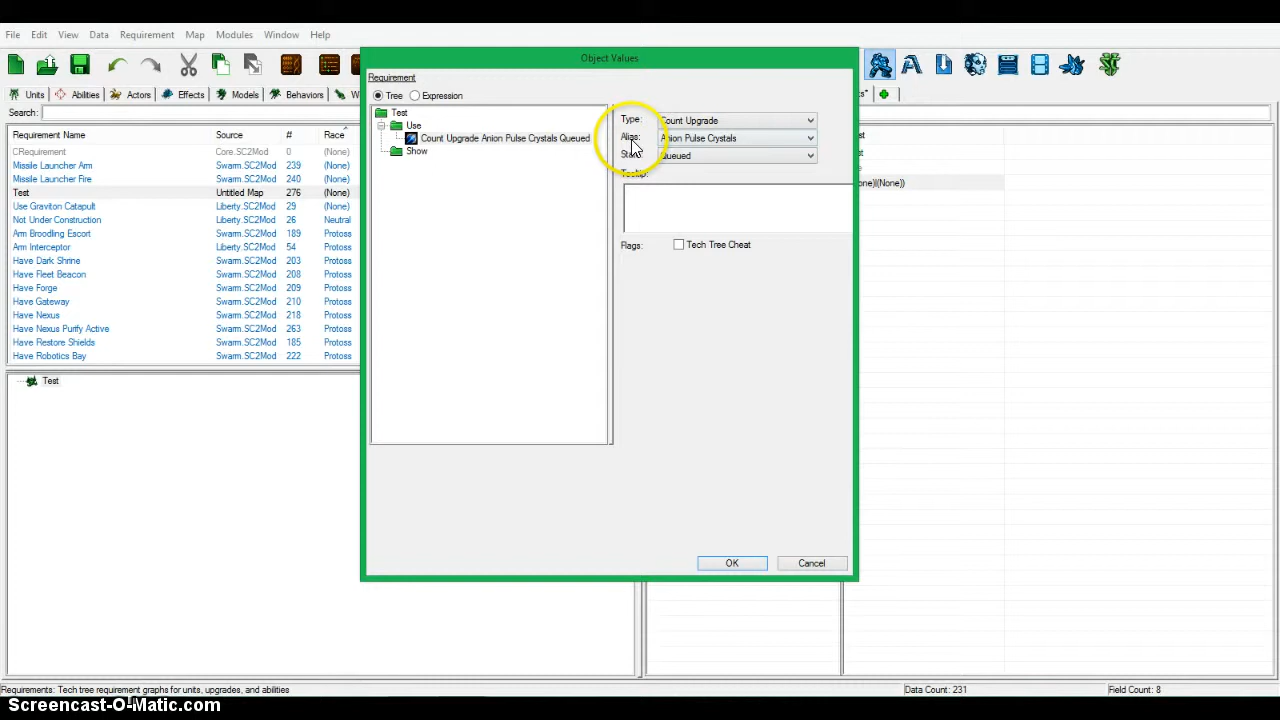 File Edit View Data Requirement Map Modules Window Help
Object Values
Requirement
Tree Expression
Units Abilities Actors Effects Models Behaviors
Search:
Test
Use
Count Upgrade Anion Pulse Crystals Queued
Show
Type: Count Upgrade
Alias: Anion Pulse Crystals
Queued
Tooltip:
Flags: Tech Tree Cheat
OK Cancel
Requirement Name Source # Race
CRequirement Core.SC2Mod 0 (None)
Missile Launcher Arm Swarm.SC2Mod 239 (None)
Missile Launcher Fire Swarm.SC2Mod 240 (None)
Test Untitled Map 276 (None)
Use Graviton Catapult Liberty.SC2Mod 29 (None)
Not Under Construction Liberty.SC2Mod 26 Neutral
Arm Broodling Escort Swarm.SC2Mod 189 Protoss
Arm Interceptor Liberty.SC2Mod 54 Protoss
Have Dark Shrine Swarm.SC2Mod 203 Protoss
Have Fleet Beacon Swarm.SC2Mod 208 Protoss
Have Forge Swarm.SC2Mod 209 Protoss
Have Gateway Swarm.SC2Mod 210 Protoss
Have Nexus Swarm.SC2Mod 218 Protoss
Have Nexus Purify Active Swarm.SC2Mod 263 Protoss
Have Restore Shields Swarm.SC2Mod 185 Protoss
Have Robotics Bay Swarm.SC2Mod 222 Protoss
Test
Requirements: Tech tree requirement graphs for units, upgrades, and abilities Data Count: 231 Field Count: 8
Screencast-O-Matic.com